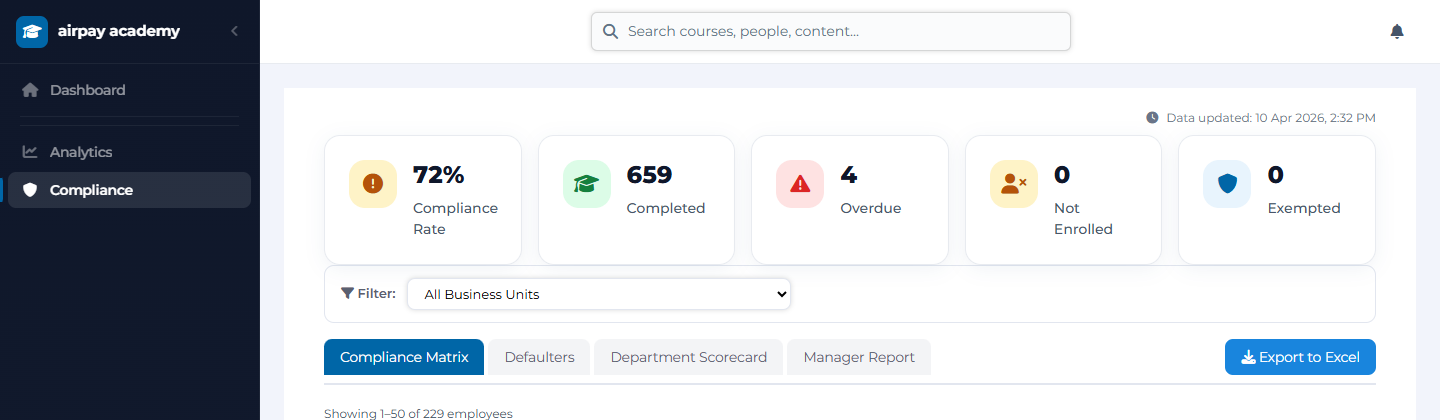 airpay academy
Search courses, people, content...
Dashboard
Analytics
Compliance
Data updated: 10 Apr 2026, 2:32 PM
72%
Compliance
Rate
659
Completed
4
Overdue
0
Not
Enrolled
0
Exempted
Filter:
All Business Units
Compliance Matrix
Defaulters
Department Scorecard
Manager Report
Export to Excel
Showing 1–50 of 229 employees